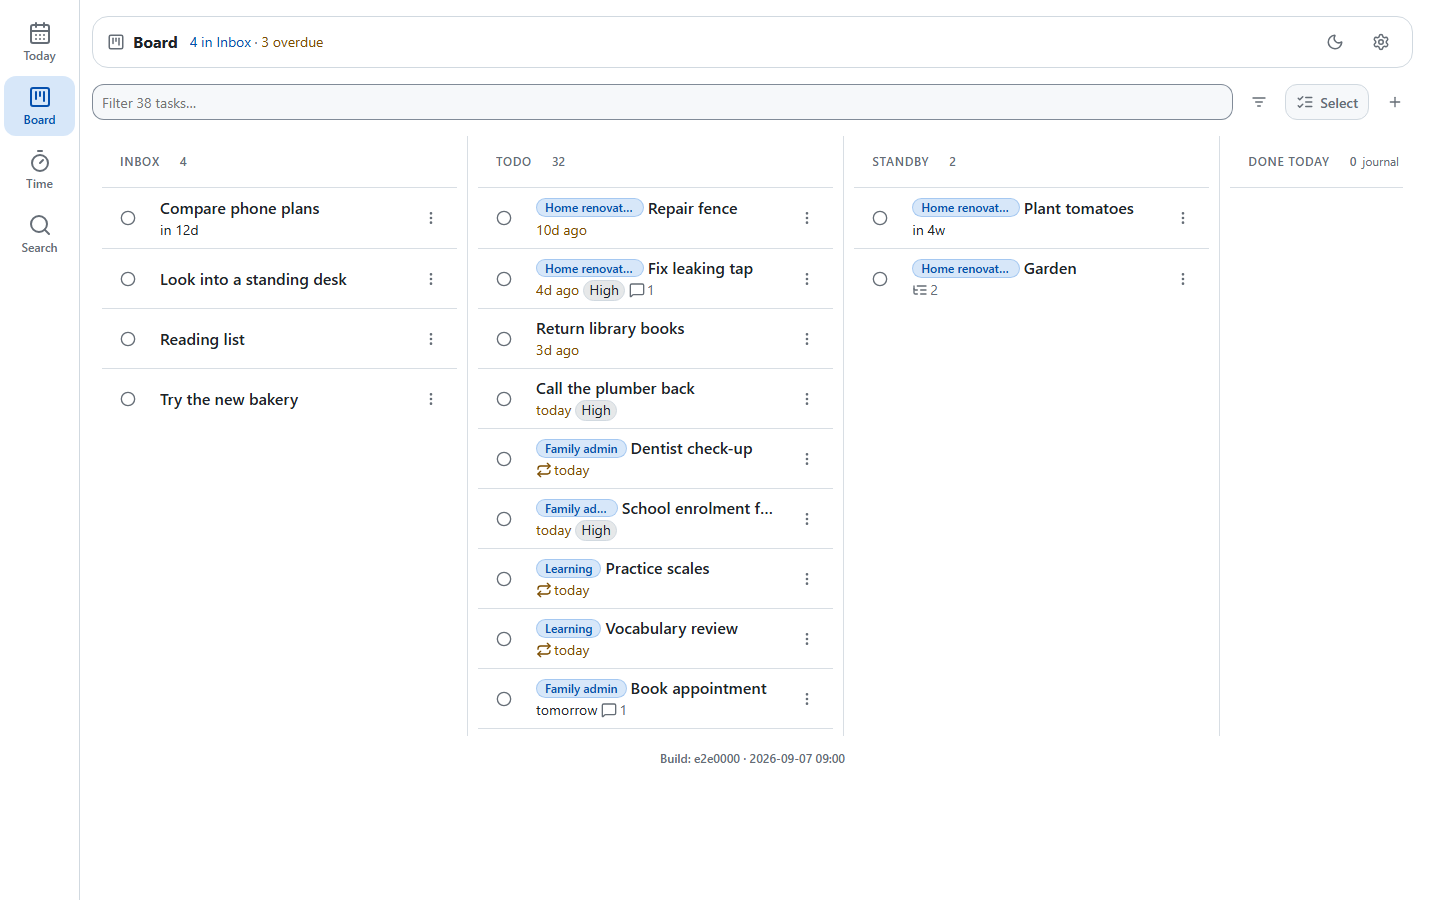 Today
Board
Time
Search
Board 4 in Inbox · 3 overdue
Filter 38 tasks...
Select
INBOX 4
Compare phone plans
in 12d
Look into a standing desk
Reading list
Try the new bakery
TODO 32
Home renovat... Repair fence
10d ago
Home renovat... Fix leaking tap
4d ago High 1
Return library books
3d ago
Call the plumber back
today High
Family admin Dentist check-up
today
Family ad... School enrolment f...
today High
Learning Practice scales
today
Learning Vocabulary review
today
Family admin Book appointment
tomorrow 1
STANDBY 2
Home renovat... Plant tomatoes
in 4w
Home renovat... Garden
2
DONE TODAY 0 journal
Build: e2e0000 · 2026-09-07 09:00